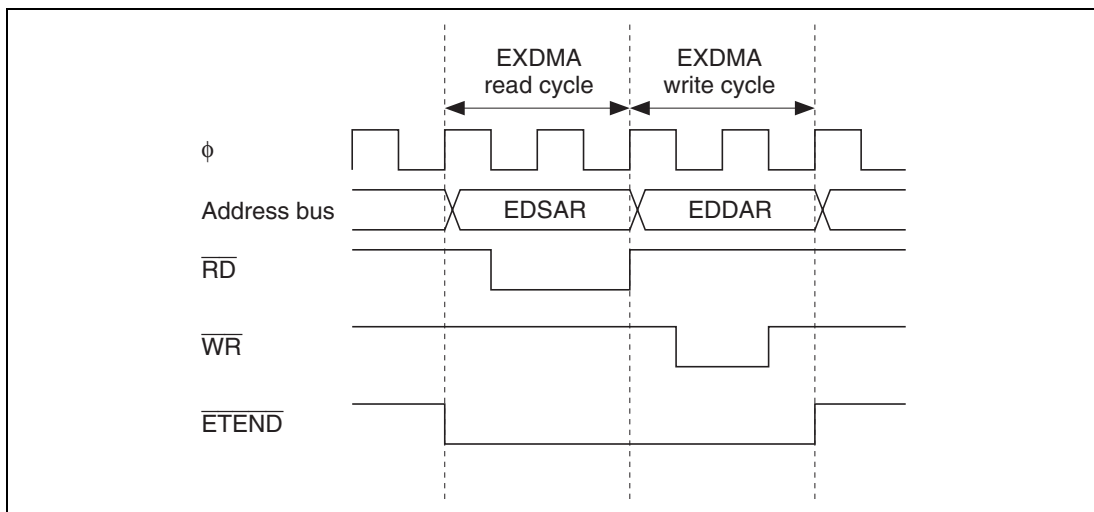 EXDMA
read cycle
EXDMA
write cycle
ϕ
Address bus
EDSAR
EDDAR
RD
WR
ETEND